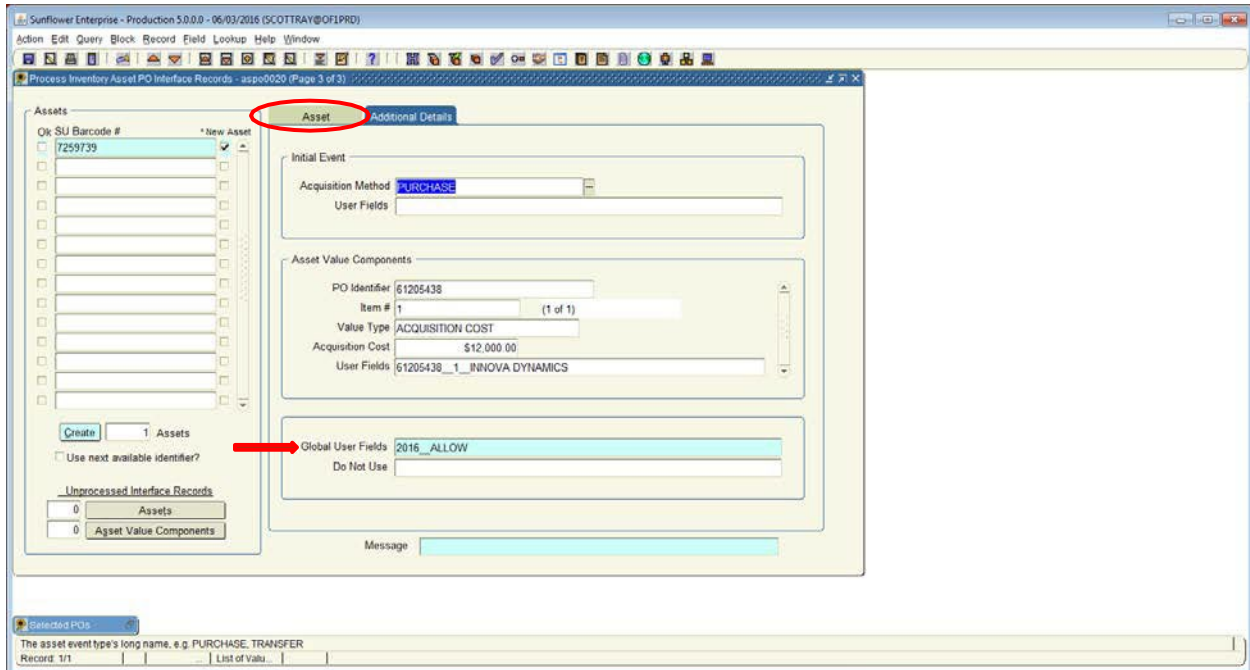 Sunflower Enterprise - Production 5.0.0.0 - 06/03/2016 (SCOTTRAY@OF1PRD)
Action Edit Query Block Record Field Lookup Help Window
Process Inventory Asset PO Interface Records - aspo0020 (Page 3 of 3)
Assets
Ok SU Barcode # * New Asset
7259739
Create 1 Assets
Use next available identifier?
Unprocessed Interface Records
0 Assets
0 Asset Value Components
Asset Additional Details
Initial Event
Acquisition Method PURCHASE
User Fields
Asset Value Components
PO Identifier 61205438
Item # 1 (1 of 1)
Value Type ACQUISITION COST
Acquisition Cost $12,000.00
User Fields 61205438__1__INNOVA DYNAMICS
Global User Fields 2016__ALLOW
Do Not Use
Message
Selected POs
The asset event type's long name, e.g. PURCHASE, TRANSFER
Record: 1/1 ... List of Valu...